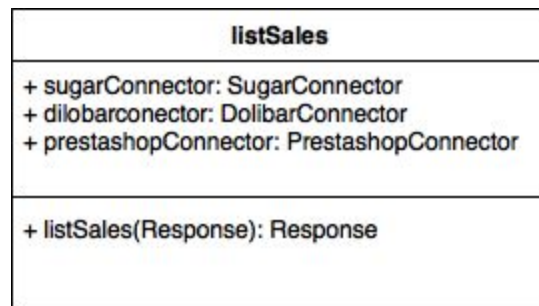 listSales
+ sugarConnector: SugarConnector
+ dilobarconector: DolibarConnector
+ prestashopConnector: PrestashopConnector
+ listSales(Response): Response